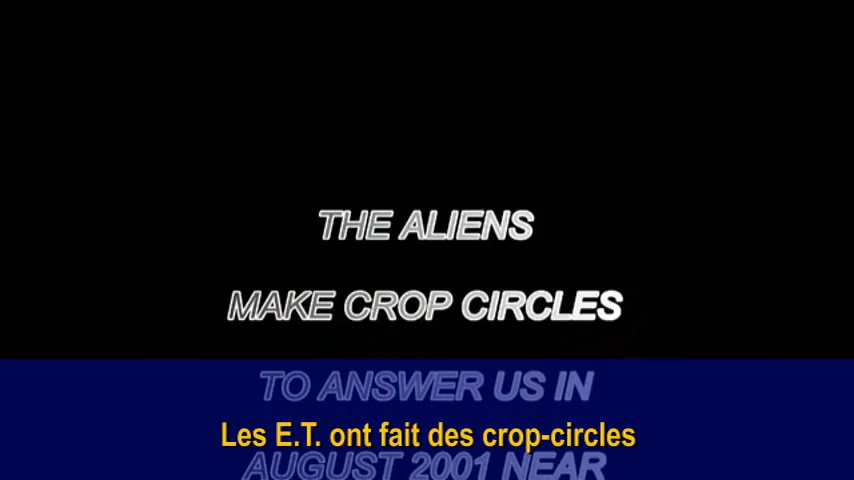 THE ALIENS
MAKE CROP CIRCLES
TO ANSWER US IN
Les E.T. ont fait des crop-circles
AUGUST 2001 NEAR